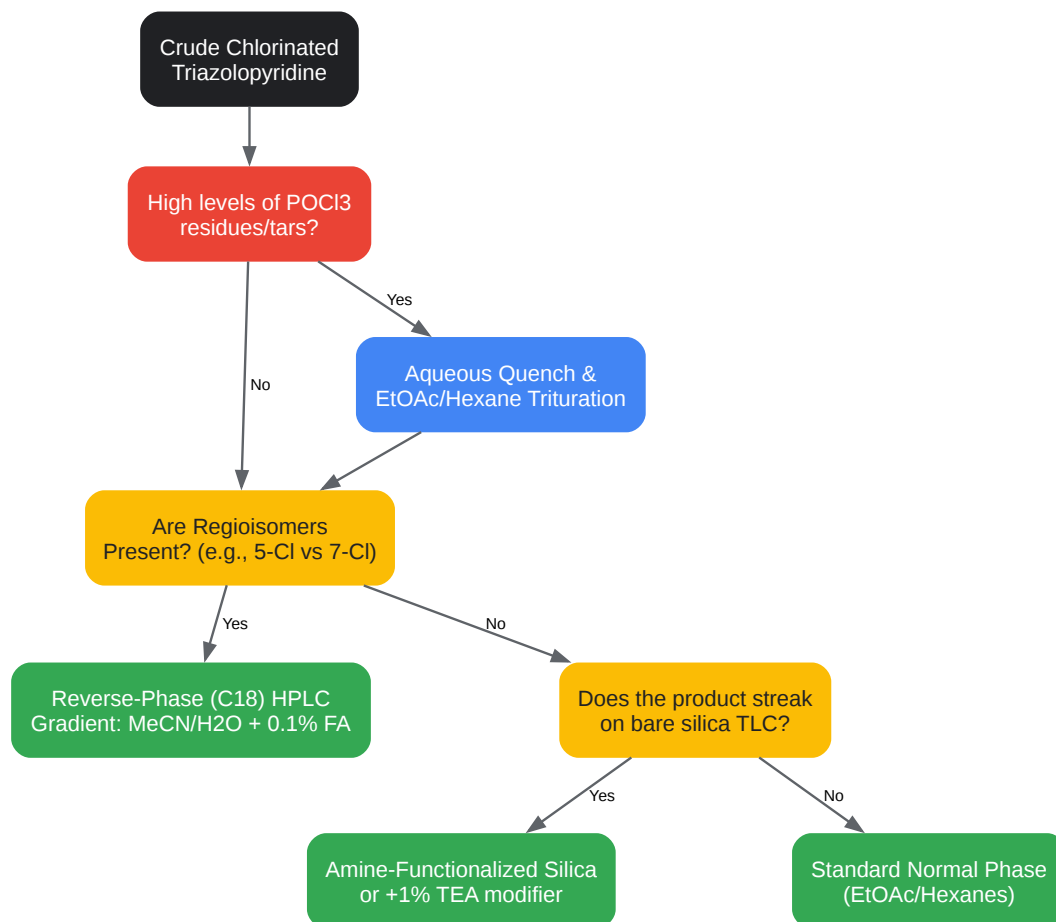 Crude Chlorinated
Triazolopyridine
High levels of POCl3
residues/tars?
Yes
Aqueous Quench &
EtOAc/Hexane Trituration
No
Are Regioisomers
Present? (e.g., 5-Cl vs 7-Cl)
Yes
No
Reverse-Phase (C18) HPLC
Gradient: MeCN/H2O + 0.1% FA
Does the product streak
on bare silica TLC?
Yes
No
Amine-Functionalized Silica
or +1% TEA modifier
Standard Normal Phase
(EtOAc/Hexanes)